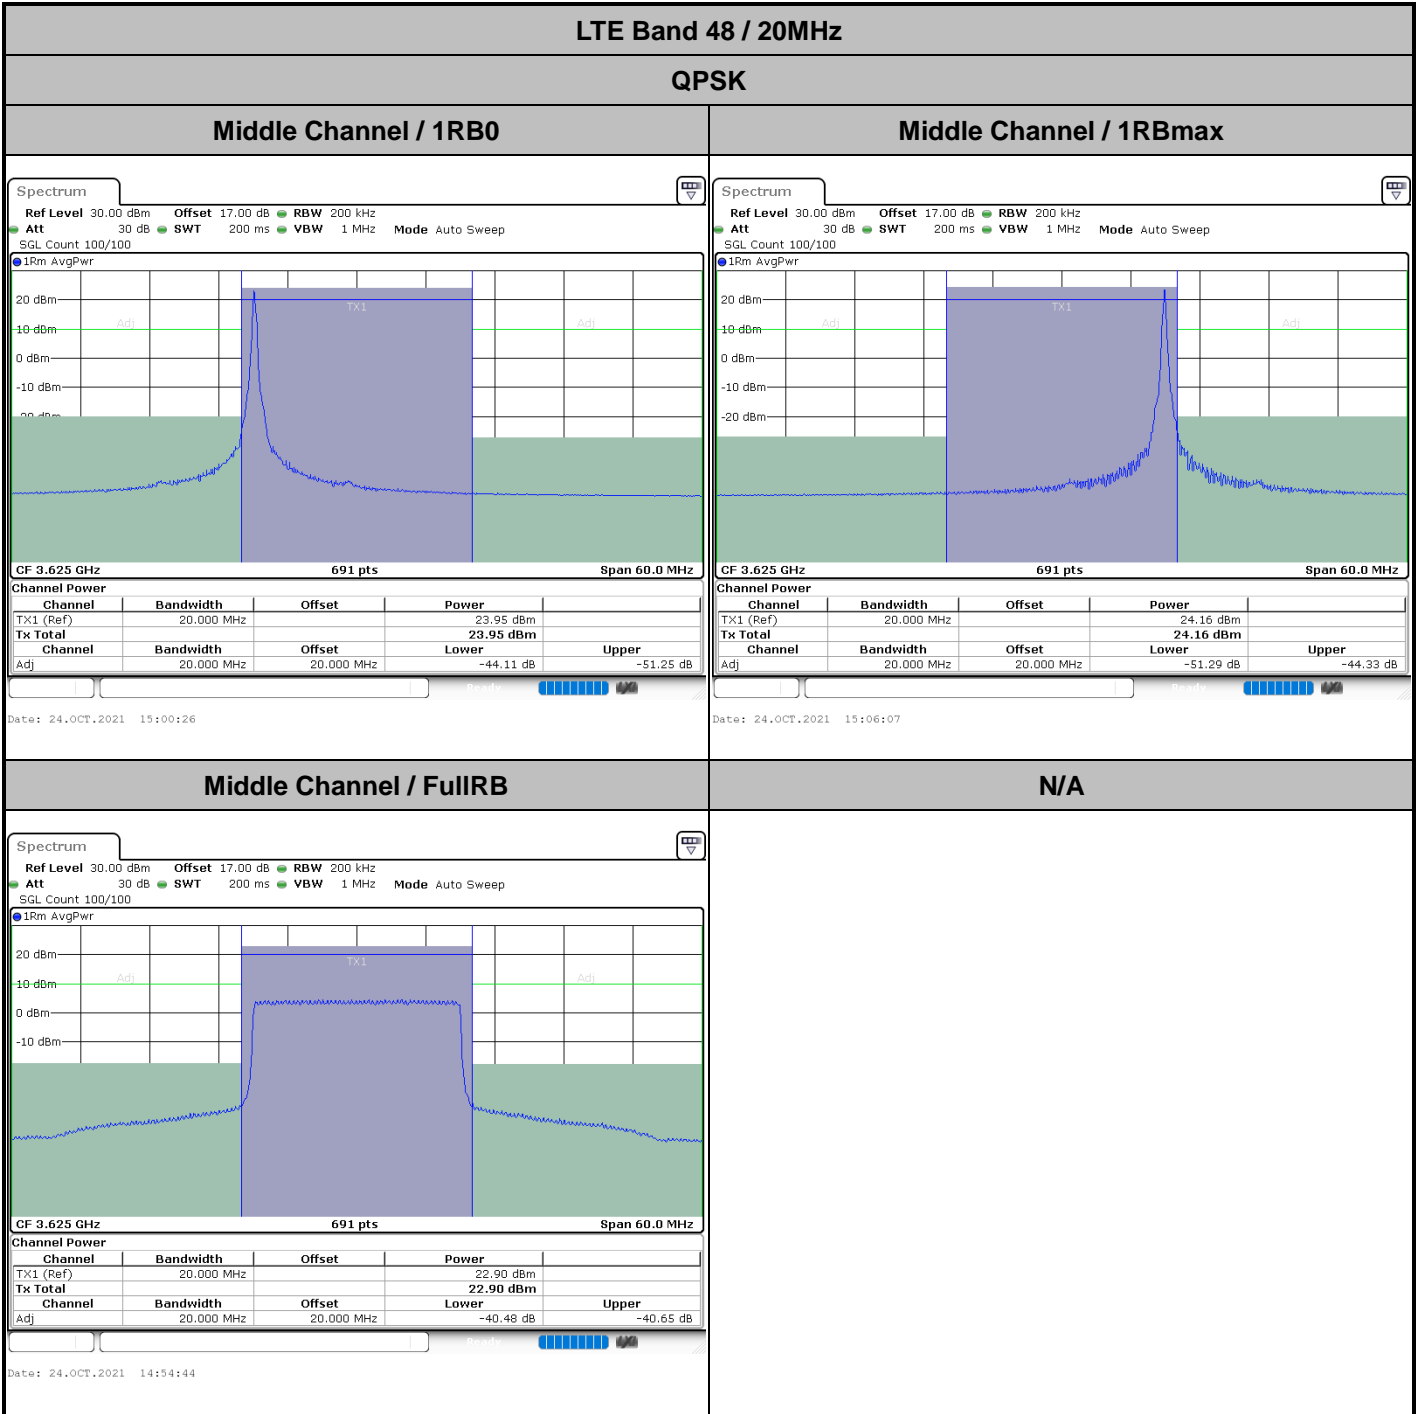 LTE Band 48 / 20MHz
QPSK
Middle Channel / 1RB0
Middle Channel / 1RBmax
Spectrum
Ref Level 30.00 dBm Offset 17.00 dB RBW 200 kHz
Att 30 dB SWT 200 ms VBW 1 MHz Mode Auto Sweep
SGL Count 100/100
1Rm AvgPwr
TX1
Adj
Adj
20 dBm
10 dBm
0 dBm
-10 dBm
-20 dBm
CF 3.625 GHz 691 pts Span 60.0 MHz
Channel Power
Channel Bandwidth Offset Power
TX1 (Ref) 20.000 MHz 23.95 dBm
Tx Total 23.95 dBm
Channel Bandwidth Offset Lower Upper
Adj 20.000 MHz 20.000 MHz -44.11 dB -51.25 dB
Ready
Date: 24.OCT.2021 15:00:26
Spectrum
Ref Level 30.00 dBm Offset 17.00 dB RBW 200 kHz
Att 30 dB SWT 200 ms VBW 1 MHz Mode Auto Sweep
SGL Count 100/100
1Rm AvgPwr
TX1
Adj
Adj
20 dBm
10 dBm
0 dBm
-10 dBm
-20 dBm
CF 3.625 GHz 691 pts Span 60.0 MHz
Channel Power
Channel Bandwidth Offset Power
TX1 (Ref) 20.000 MHz 24.16 dBm
Tx Total 24.16 dBm
Channel Bandwidth Offset Lower Upper
Adj 20.000 MHz 20.000 MHz -51.29 dB -44.33 dB
Ready
Date: 24.OCT.2021 15:06:07
Middle Channel / FullRB
N/A
Spectrum
Ref Level 30.00 dBm Offset 17.00 dB RBW 200 kHz
Att 30 dB SWT 200 ms VBW 1 MHz Mode Auto Sweep
SGL Count 100/100
1Rm AvgPwr
TX1
Adj
Adj
20 dBm
10 dBm
0 dBm
-10 dBm
CF 3.625 GHz 691 pts Span 60.0 MHz
Channel Power
Channel Bandwidth Offset Power
TX1 (Ref) 20.000 MHz 22.90 dBm
Tx Total 22.90 dBm
Channel Bandwidth Offset Lower Upper
Adj 20.000 MHz 20.000 MHz -40.48 dB -40.65 dB
Ready
Date: 24.OCT.2021 14:54:44